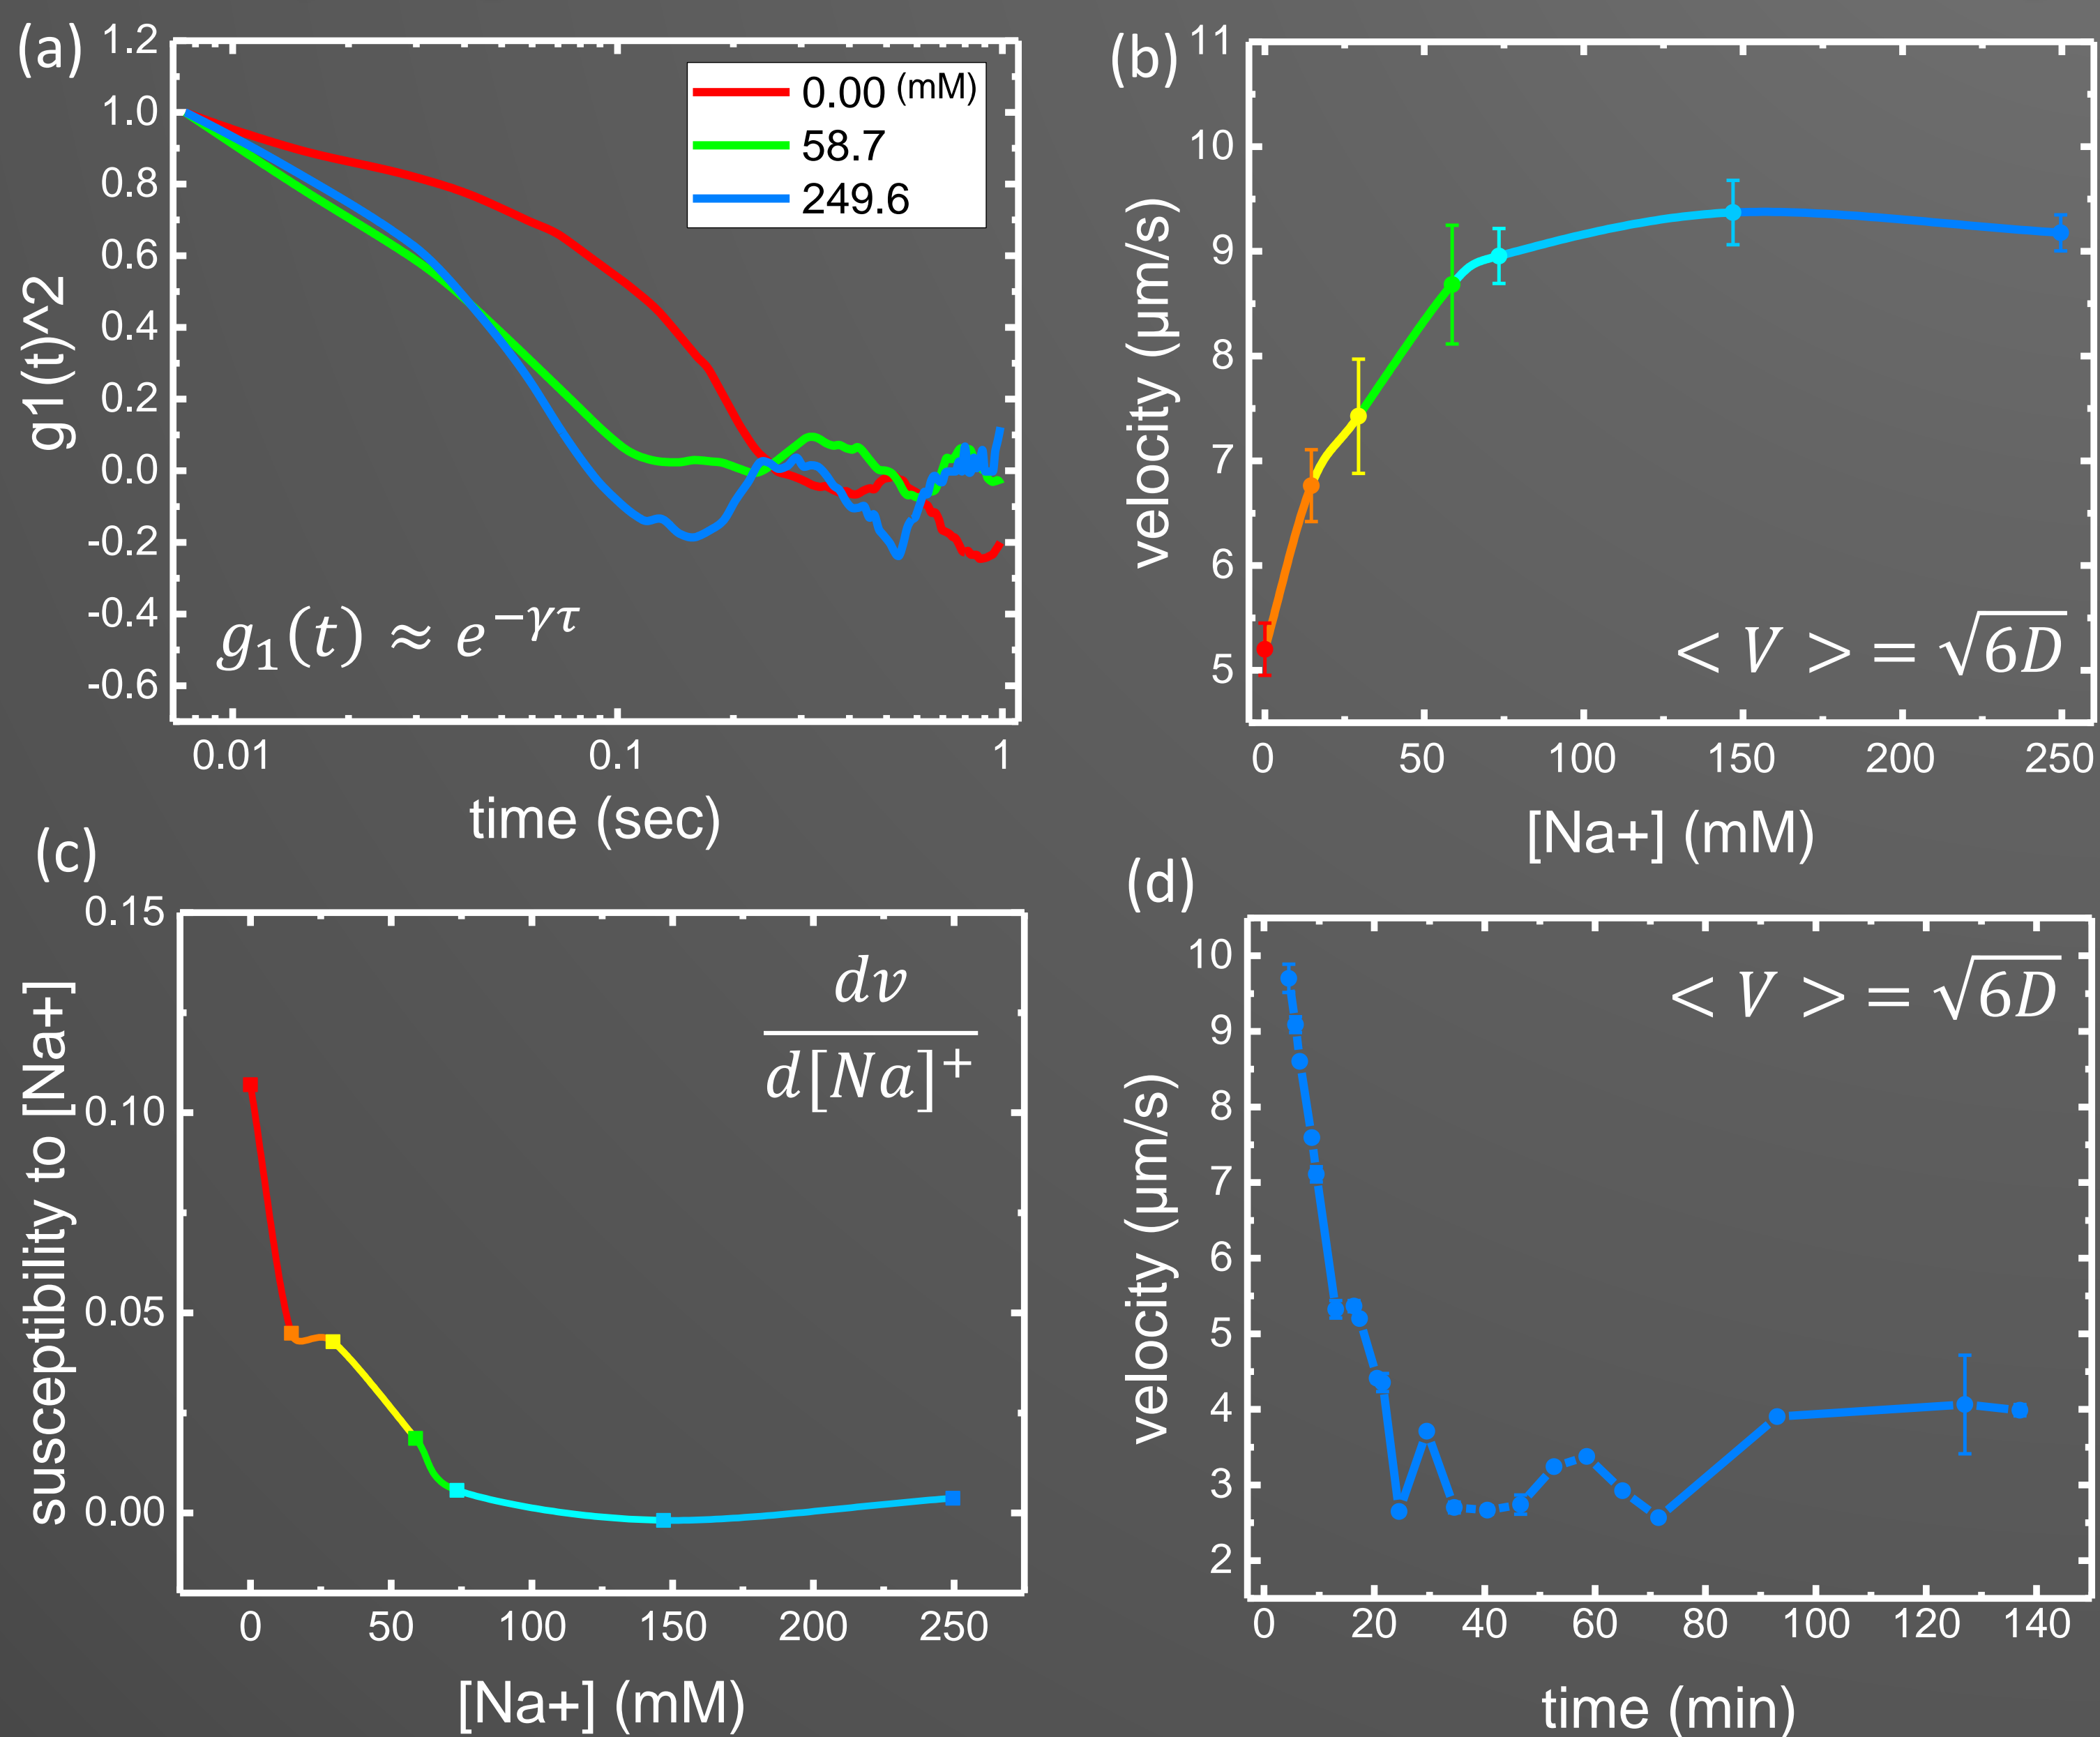 (a)
1.2
1.0
0.8
0.6
0.4
0.2
0.0
-0.2
-0.4
-0.6
g1(t)^2
0.00 (mM)
58.7
249.6
g₁(t) ≈ e^−γτ
0.01 0.1 1
time (sec)
(b)
11
10
9
8
7
6
5
velocity (μm/s)
< V > = √6D
0 50 100 150 200 250
[Na+] (mM)
(c)
0.15
0.10
0.05
0.00
susceptibility to [Na+]
dv
d[Na]⁺
0 50 100 150 200 250
[Na+] (mM)
(d)
10
9
8
7
6
5
4
3
2
velocity (μm/s)
< V > = √6D
0 20 40 60 80 100 120 140
time (min)